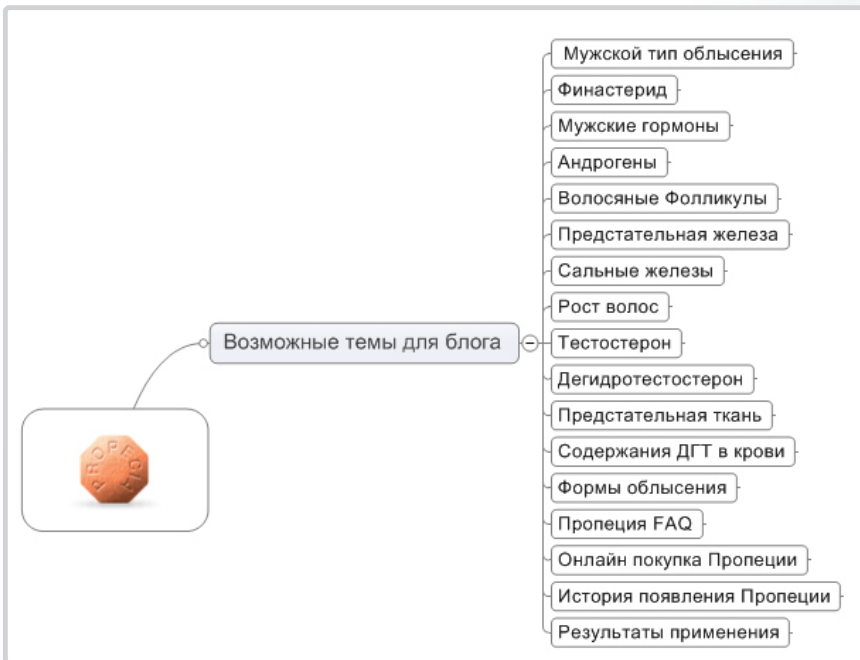 Мужской тип облысения
Финастерид
Мужские гормоны
Андрогены
Волосяные Фолликулы
Предстательная железа
Сальные железы
Рост волос
Возможные темы для блога
Тестостерон
Дегидротестостерон
Предстательная ткань
Содержания ДГТ в крови
Формы облысения
Пропеция FAQ
Онлайн покупка Пропеции
История появления Пропеции
Результаты применения
PROPECIA